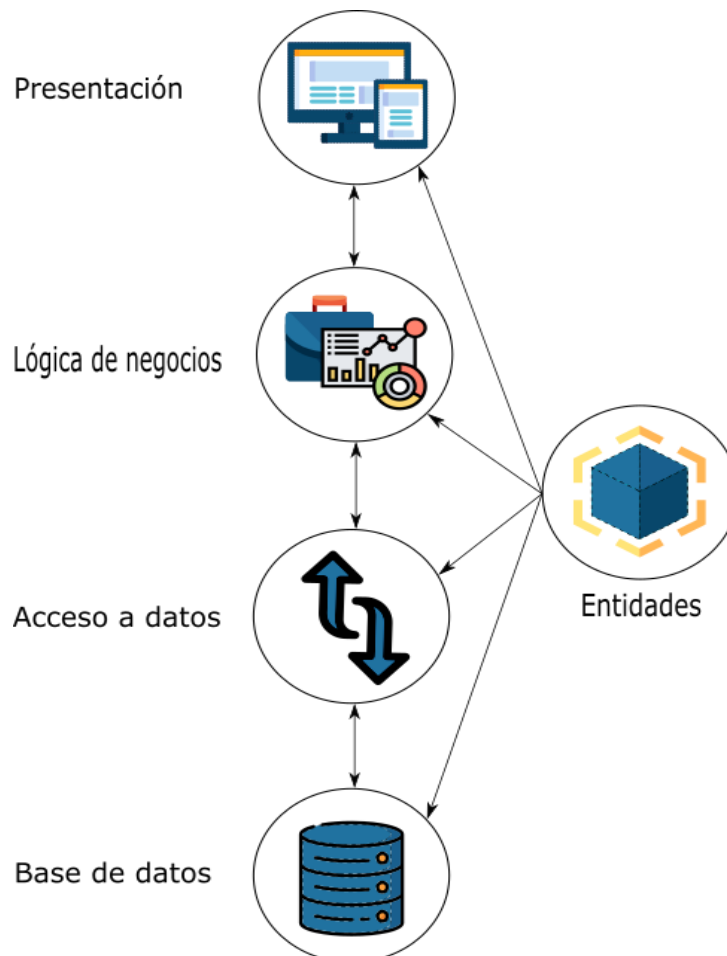 Presentación
Lógica de negocios
Entidades
Acceso a datos
Base de datos